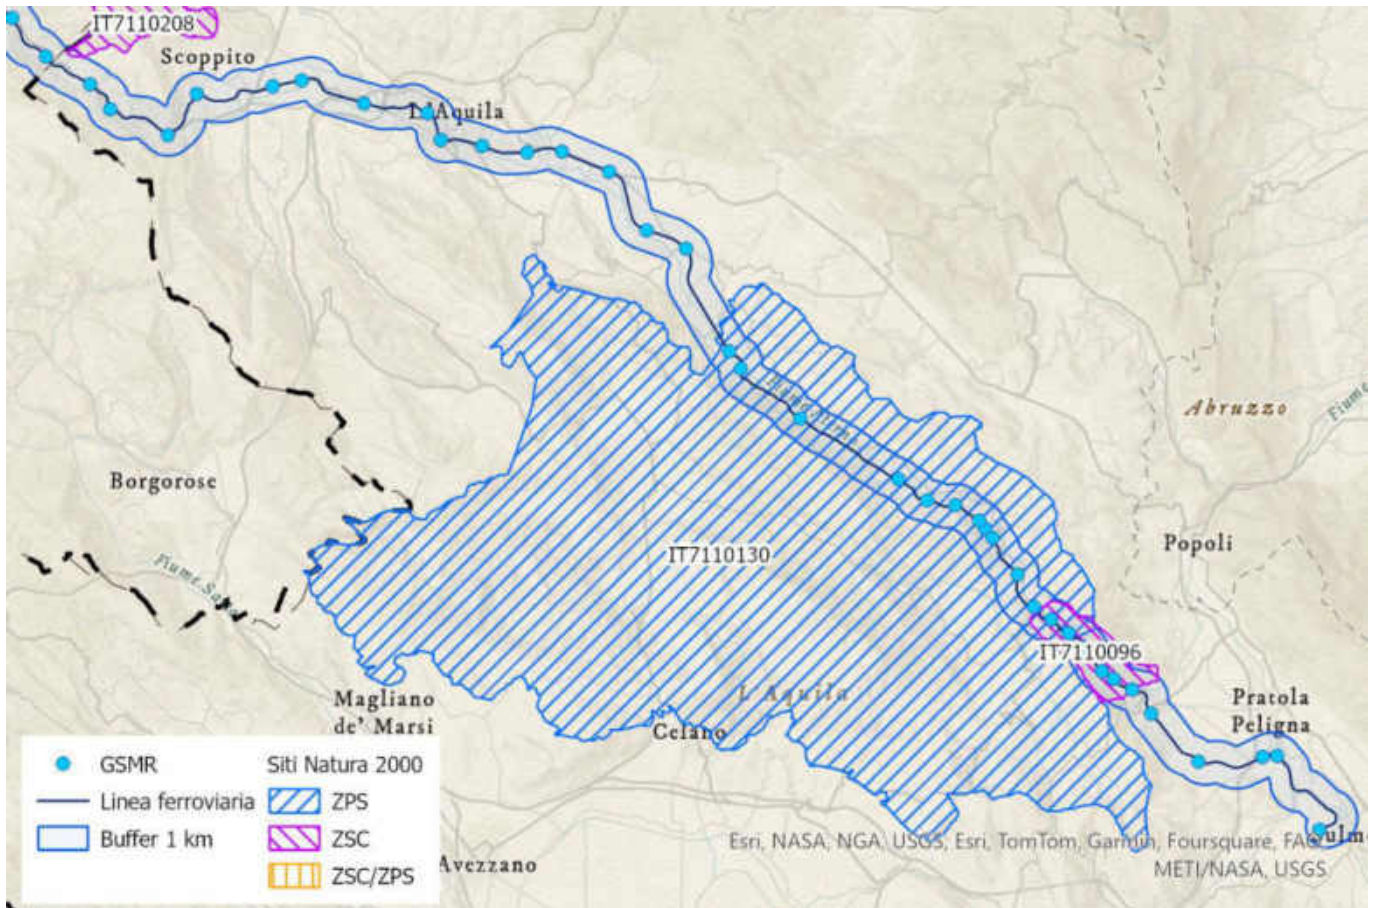 IT7110208
Scoppito
L'Aquila
Abruzzo
Fiume
Borgorose
Popoli
IT7110130
IT7110096
L'Aquila
Magliano
de' Marsi
Celano
Pratola
Peligna
GSMR
Siti Natura 2000
Linea ferroviaria
ZPS
Buffer 1 km
ZSC
ZSC/ZPS
Avezzano
Esri, NASA, NGA, USGS, Esri, TomTom, Garmin, Foursquare, FAO,
METI/NASA, USGS